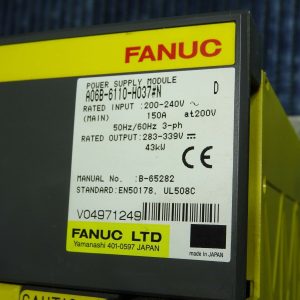 FANUC
POWER SUPPLY MODULE
A06B-6110-H037#N D
RATED INPUT :200-240V ~
(MAIN) 150A at200V
50Hz/60Hz 3-ph
RATED OUTPUT:283-339V ⎓
43kW
MANUAL No. :B-65282
STANDARD:EN50178, UL508C
V04971249
CE
FANUC LTD
Yamanashi 401-0597 JAPAN
MADE IN JAPAN
CAUTION